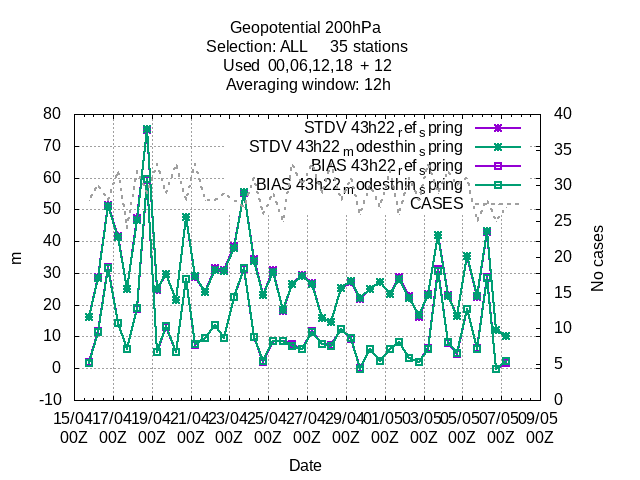 Geopotential 200hPa
Selection: ALL 35 stations
Used 00,06,12,18 + 12
Averaging window: 12h
STDV 43h22_ref_spring
STDV 43h22_modesthin_spring
BIAS 43h22_ref_spring
BIAS 43h22_modesthin_spring
CASES
80
70
60
50
40
30
20
10
0
-10
m
40
35
30
25
20
15
10
5
0
No cases
15/04 17/04 19/04 21/04 23/04 25/04 27/04 29/04 01/05 03/05 05/05 07/05 09/05
00Z 00Z 00Z 00Z 00Z 00Z 00Z 00Z 00Z 00Z 00Z 00Z 00Z
Date